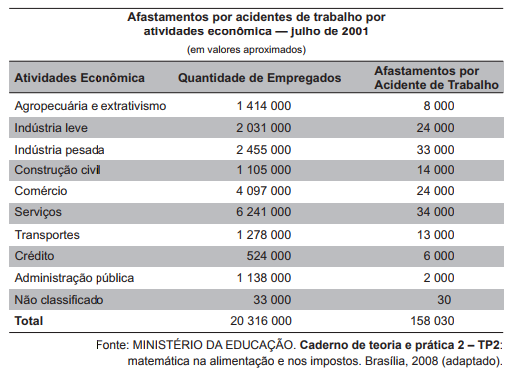 Afastamentos por acidentes de trabalho por
atividades econômica — julho de 2001
(em valores aproximados)
Atividades Econômica Quantidade de Empregados Afastamentos por
Acidente de Trabalho
Agropecuária e extrativismo 1 414 000 8 000
Indústria leve 2 031 000 24 000
Indústria pesada 2 455 000 33 000
Construção civil 1 105 000 14 000
Comércio 4 097 000 24 000
Serviços 6 241 000 34 000
Transportes 1 278 000 13 000
Crédito 524 000 6 000
Administração pública 1 138 000 2 000
Não classificado 33 000 30
Total 20 316 000 158 030
Fonte: MINISTÉRIO DA EDUCAÇÃO. Caderno de teoria e prática 2 – TP2:
matemática na alimentação e nos impostos. Brasília, 2008 (adaptado).